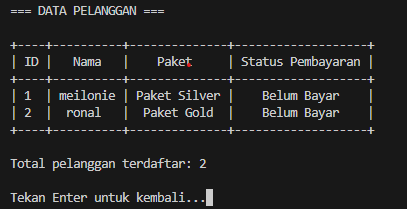 === DATA PELANGGAN ===
+----+----------+--------------+-------------------+
| ID |   Nama   |    Paket     | Status Pembayaran |
+----+----------+--------------+-------------------+
| 1  | meilonie | Paket Silver |    Belum Bayar    |
| 2  |  ronal   |  Paket Gold  |    Belum Bayar    |
+----+----------+--------------+-------------------+
Total pelanggan terdaftar: 2
Tekan Enter untuk kembali...